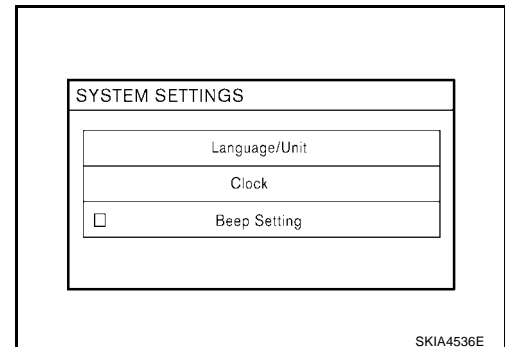 SYSTEM SETTINGS
Language/Unit
Clock
Beep Setting
SKIA4536E